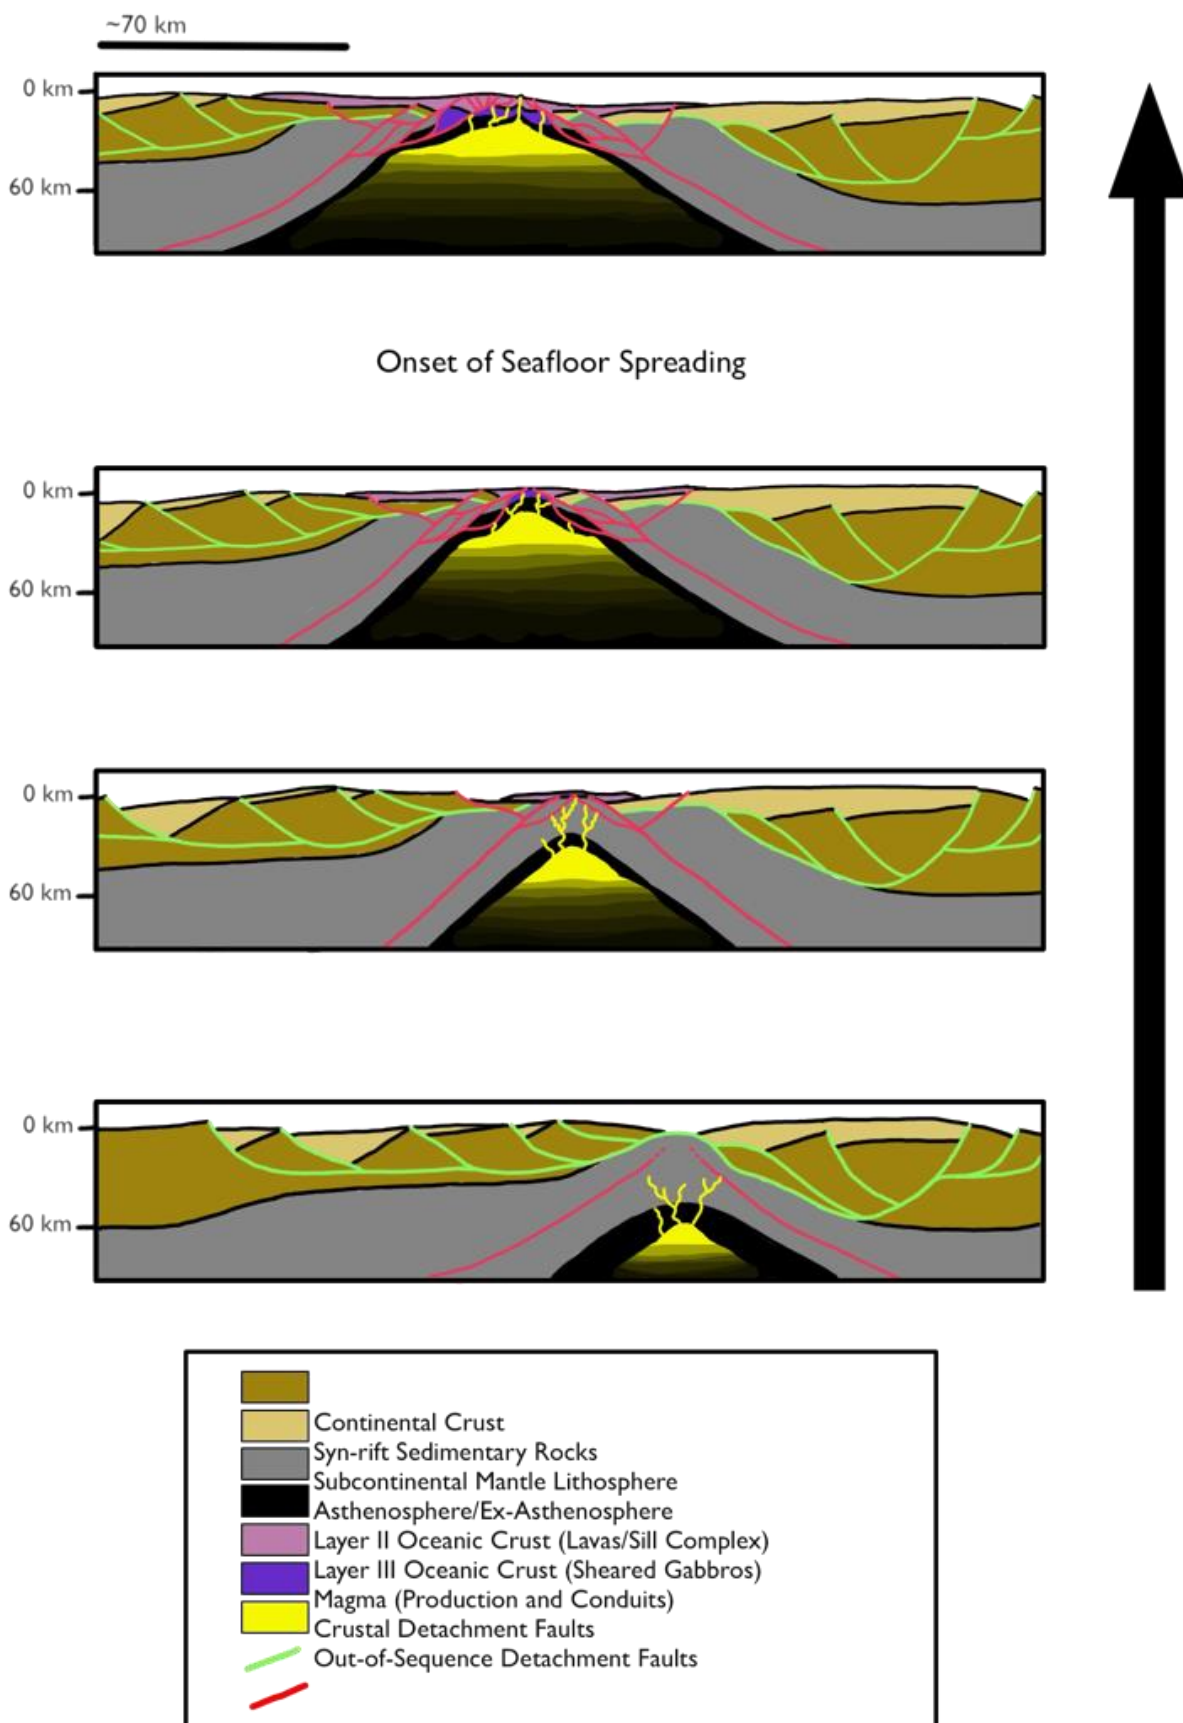 ~70 km
0 km
60 km
Onset of Seafloor Spreading
0 km
60 km
0 km
60 km
0 km
60 km
Continental Crust
Syn-rift Sedimentary Rocks
Subcontinental Mantle Lithosphere
Asthenosphere/Ex-Asthenosphere
Layer II Oceanic Crust (Lavas/Sill Complex)
Layer III Oceanic Crust (Sheared Gabbros)
Magma (Production and Conduits)
Crustal Detachment Faults
Out-of-Sequence Detachment Faults